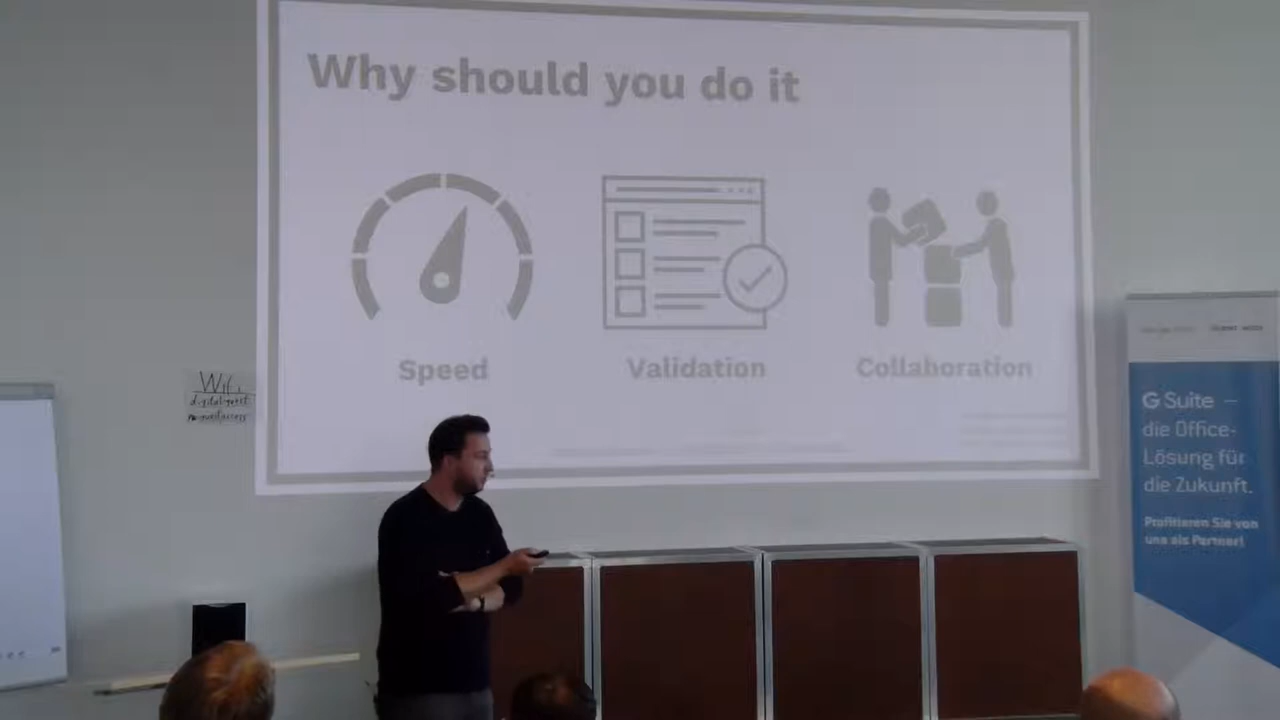 Why should you do it
Speed
Validation
Collaboration
Wifi
G Suite –
die Office-
Lösung für
die Zukunft.
Profitieren Sie von
uns als Partner!